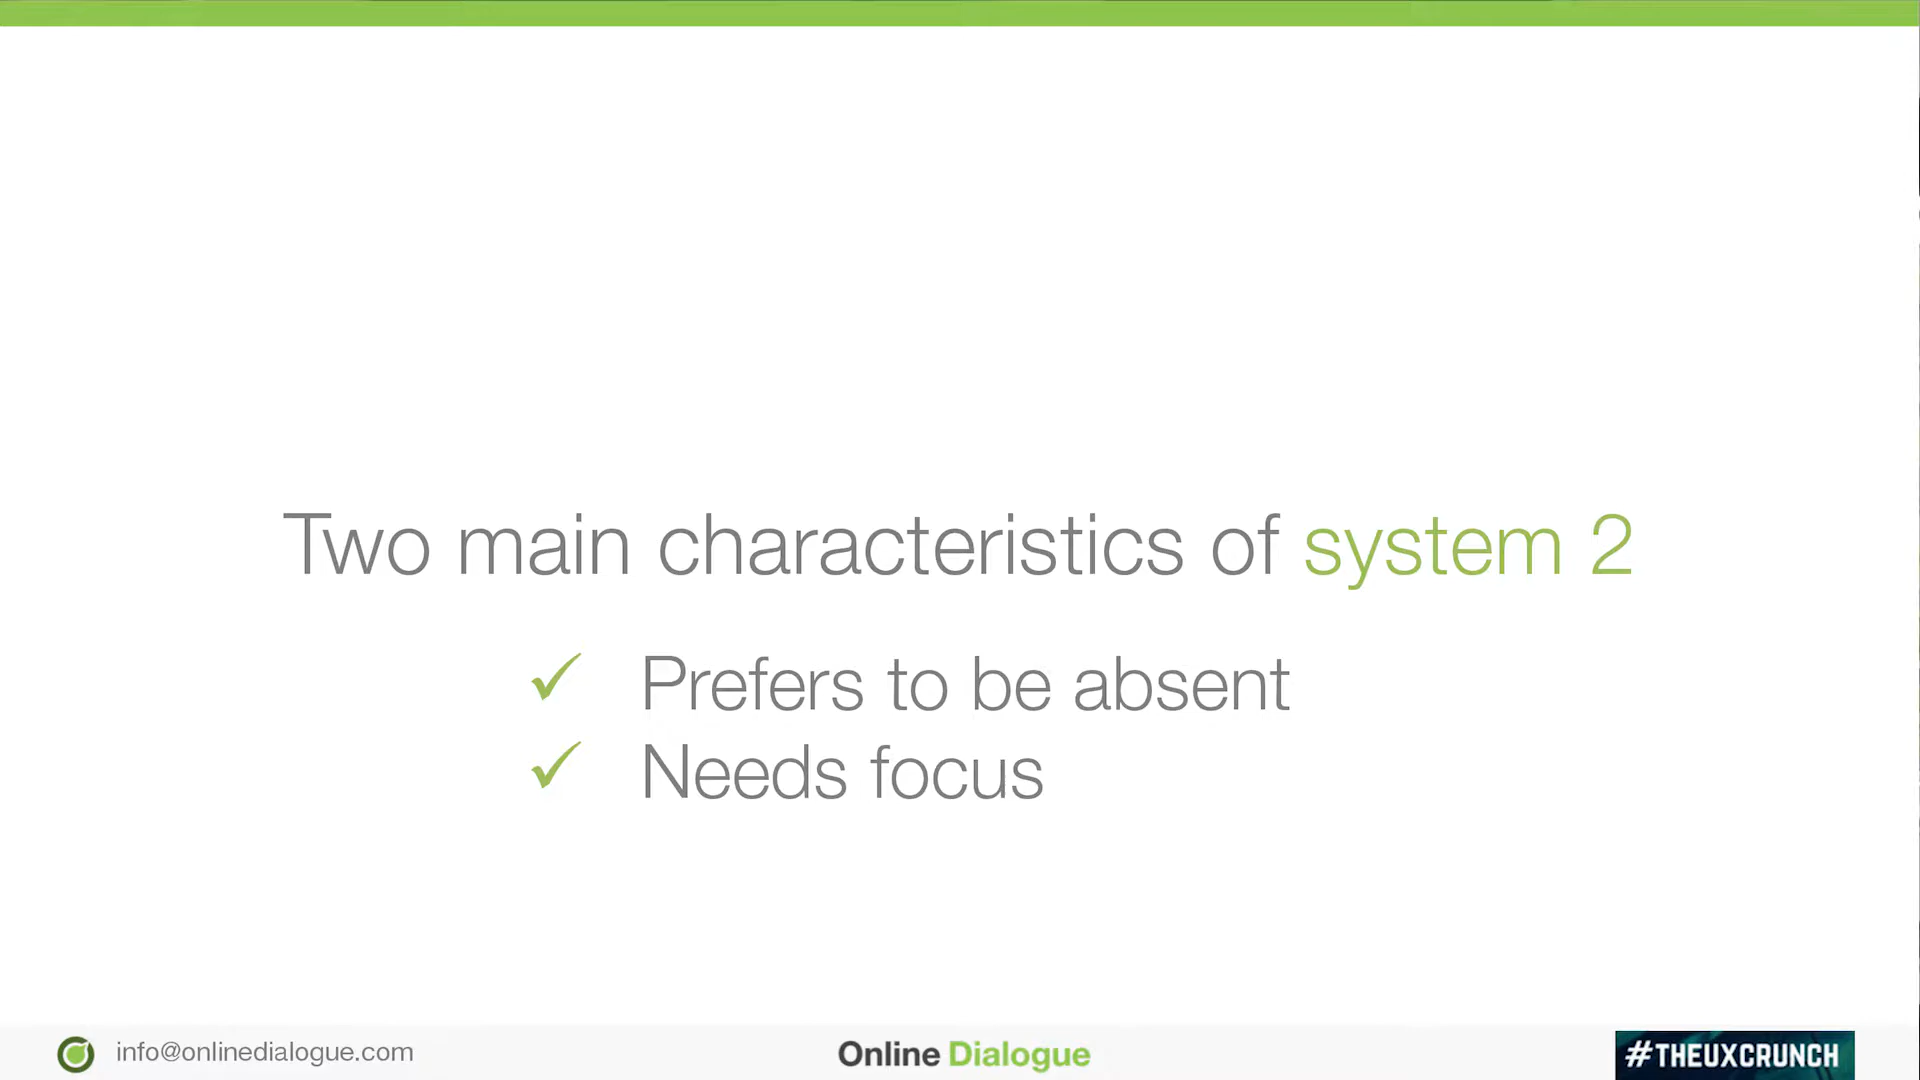 Two main characteristics of system 2
✓ Prefers to be absent
✓ Needs focus
info@onlinedialogue.com
Online Dialogue
#THEUXCRUNCH